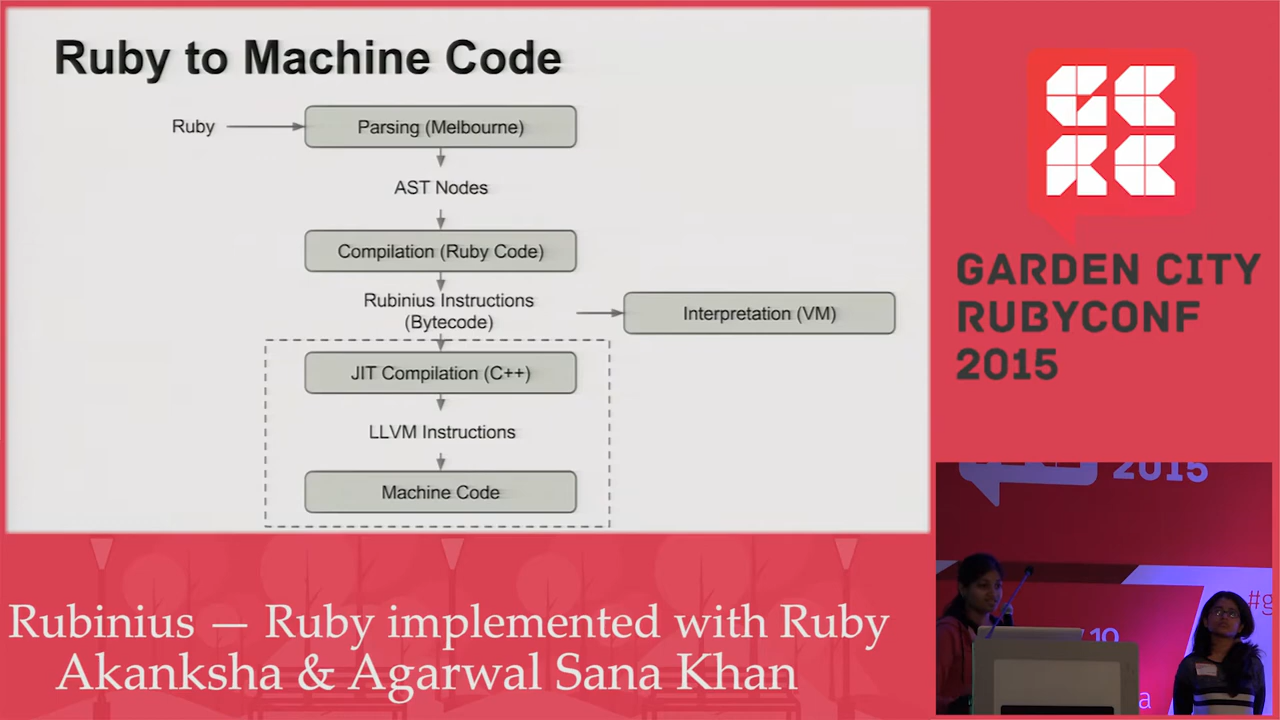 Ruby to Machine Code
Ruby
Parsing (Melbourne)
AST Nodes
Compilation (Ruby Code)
Rubinius Instructions
(Bytecode)
Interpretation (VM)
JIT Compilation (C++)
LLVM Instructions
Machine Code
GARDEN CITY
RUBYCONF
2015
2015
#g
Rubinius — Ruby implemented with Ruby
Akanksha & Agarwal Sana Khan